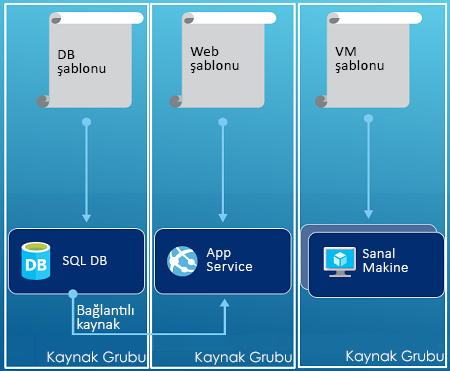 DB
şablonu
Web
şablonu
VM
şablonu
DB
SQL DB
App
Service
Sanal
Makine
Bağlantılı
kaynak
Kaynak Grubu
Kaynak Grubu
Kaynak Grubu